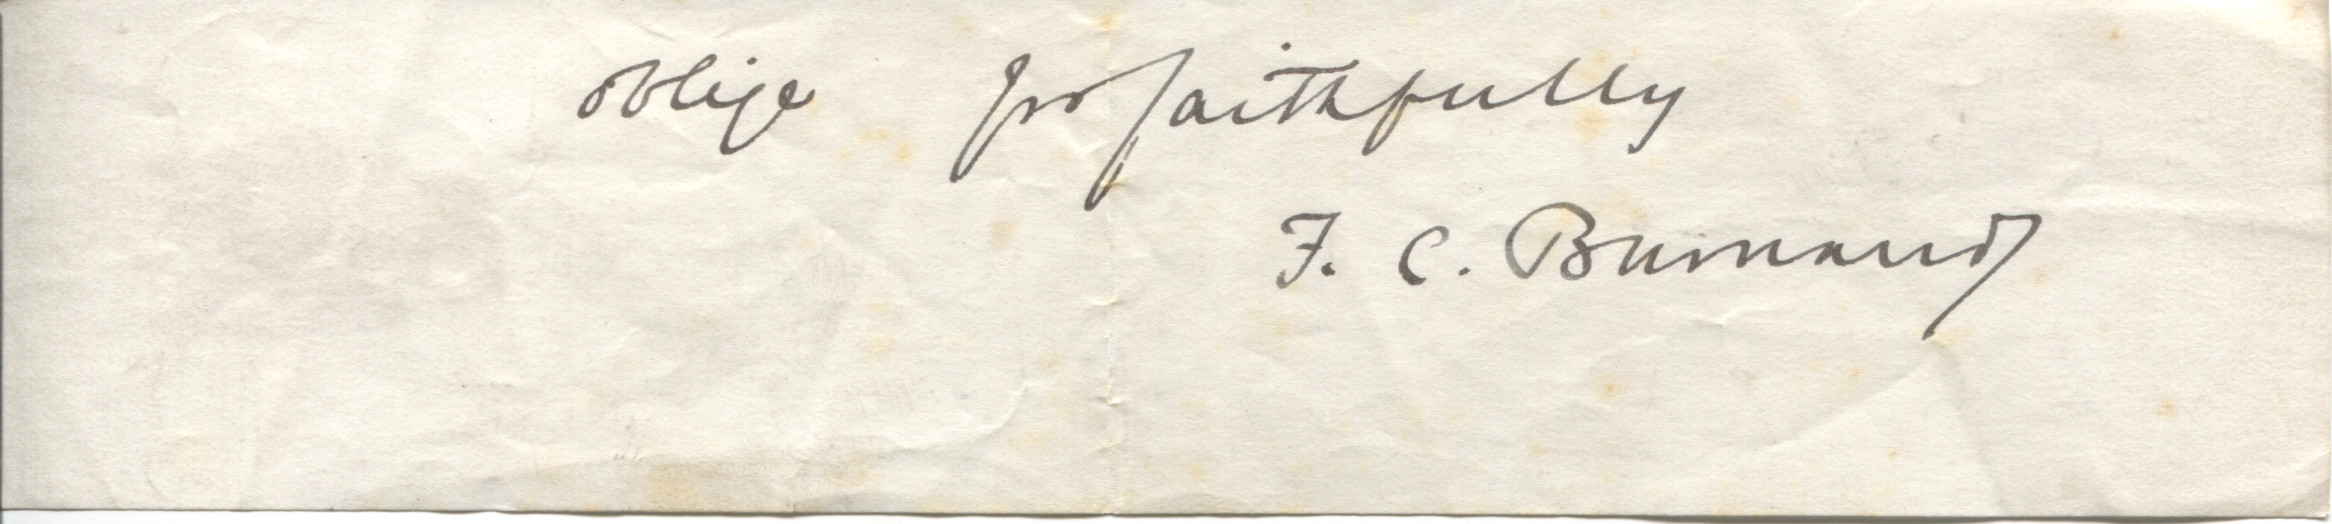 oblige yrs faithfully
F. C. Burnand